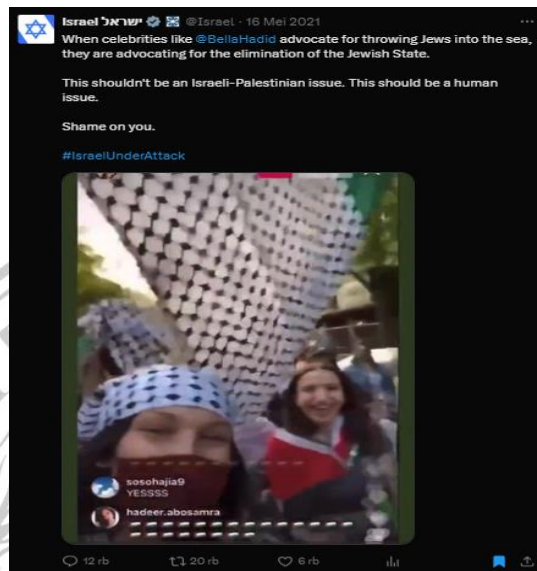 Israel ישראל @Israel · 16 Mei 2021
When celebrities like @BellaHadid advocate for throwing Jews into the sea,
they are advocating for the elimination of the Jewish State.
This shouldn't be an Israeli-Palestinian issue. This should be a human
issue.
Shame on you.
#IsraelUnderAttack
sosohajia9
YESSSS
hadeer.abosamra
12 rb 20 rb 6 rb